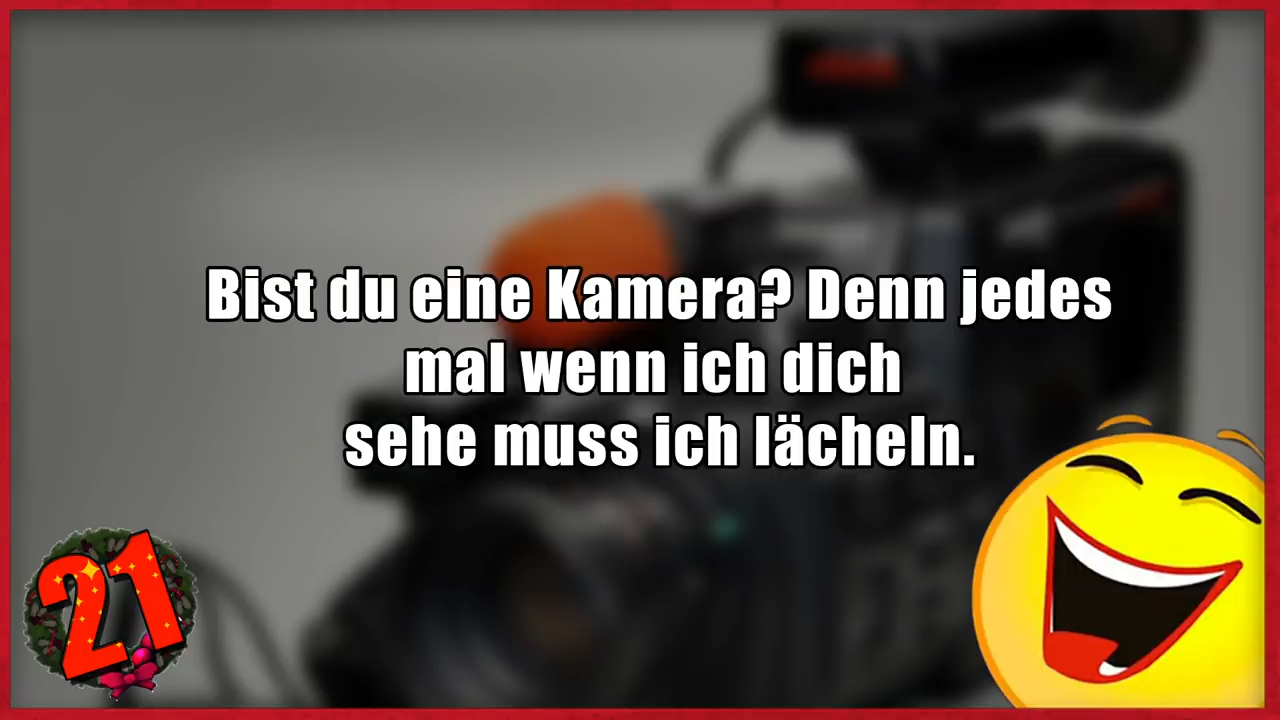 Bist du eine Kamera? Denn jedes
mal wenn ich dich
sehe muss ich lächeln.
21